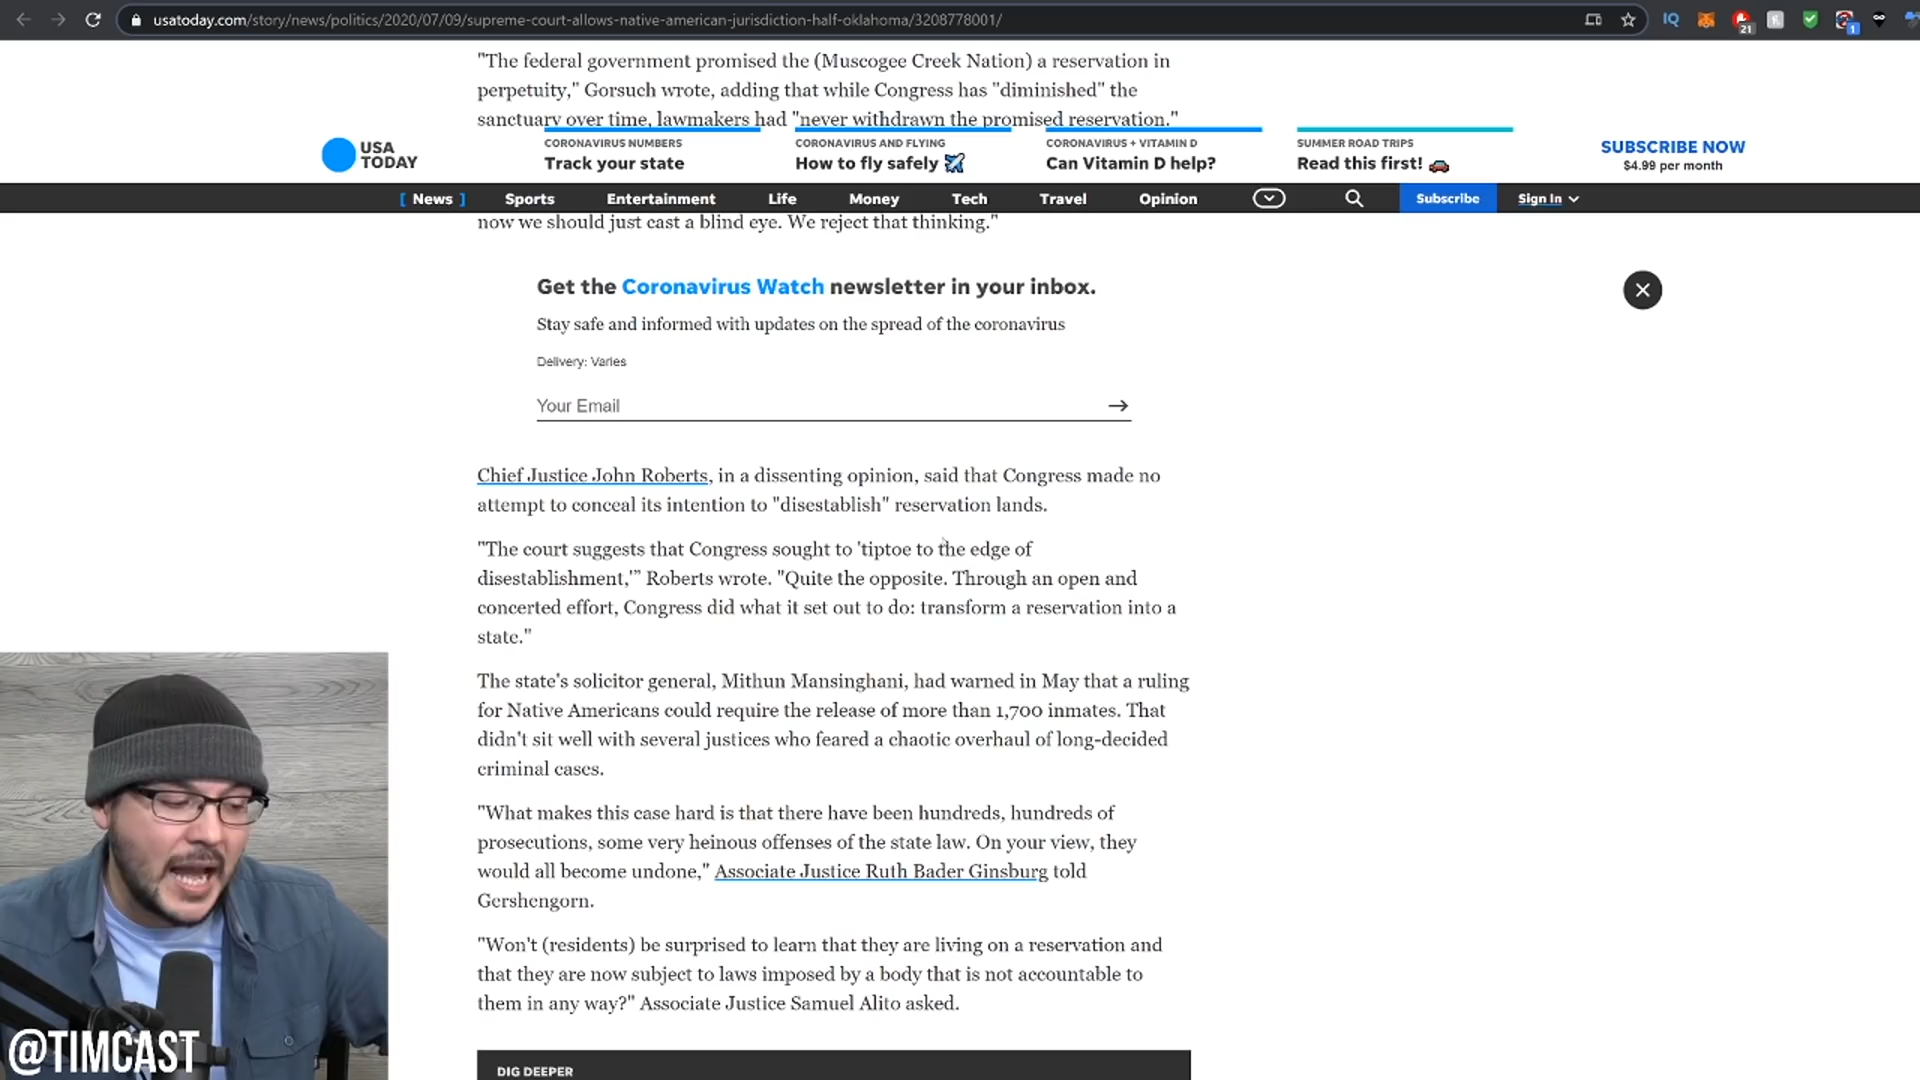 usatoday.com/story/news/politics/2020/07/09/supreme-court-allows-native-american-jurisdiction-half-oklahoma/3208778001/
IQ
21
1
"The federal government promised the (Muscogee Creek Nation) a reservation in
perpetuity," Gorsuch wrote, adding that while Congress has "diminished" the
sanctuary over time, lawmakers had "never withdrawn the promised reservation."
USA
TODAY
CORONAVIRUS NUMBERS
Track your state
CORONAVIRUS AND FLYING
How to fly safely
CORONAVIRUS + VITAMIN D
Can Vitamin D help?
SUMMER ROAD TRIPS
Read this first!
SUBSCRIBE NOW
$4.99 per month
[ News ] Sports Entertainment Life Money Tech Travel Opinion Subscribe Sign In
now we should just cast a blind eye. We reject that thinking."
Get the Coronavirus Watch newsletter in your inbox.
Stay safe and informed with updates on the spread of the coronavirus
Delivery: Varies
Your Email
Chief Justice John Roberts, in a dissenting opinion, said that Congress made no
attempt to conceal its intention to "disestablish" reservation lands.
"The court suggests that Congress sought to 'tiptoe to the edge of
disestablishment,'” Roberts wrote. "Quite the opposite. Through an open and
concerted effort, Congress did what it set out to do: transform a reservation into a
state."
The state's solicitor general, Mithun Mansinghani, had warned in May that a ruling
for Native Americans could require the release of more than 1,700 inmates. That
didn't sit well with several justices who feared a chaotic overhaul of long-decided
criminal cases.
"What makes this case hard is that there have been hundreds, hundreds of
prosecutions, some very heinous offenses of the state law. On your view, they
would all become undone," Associate Justice Ruth Bader Ginsburg told
Gershengorn.
"Won't (residents) be surprised to learn that they are living on a reservation and
that they are now subject to laws imposed by a body that is not accountable to
them in any way?" Associate Justice Samuel Alito asked.
DIG DEEPER
@TIMCAST